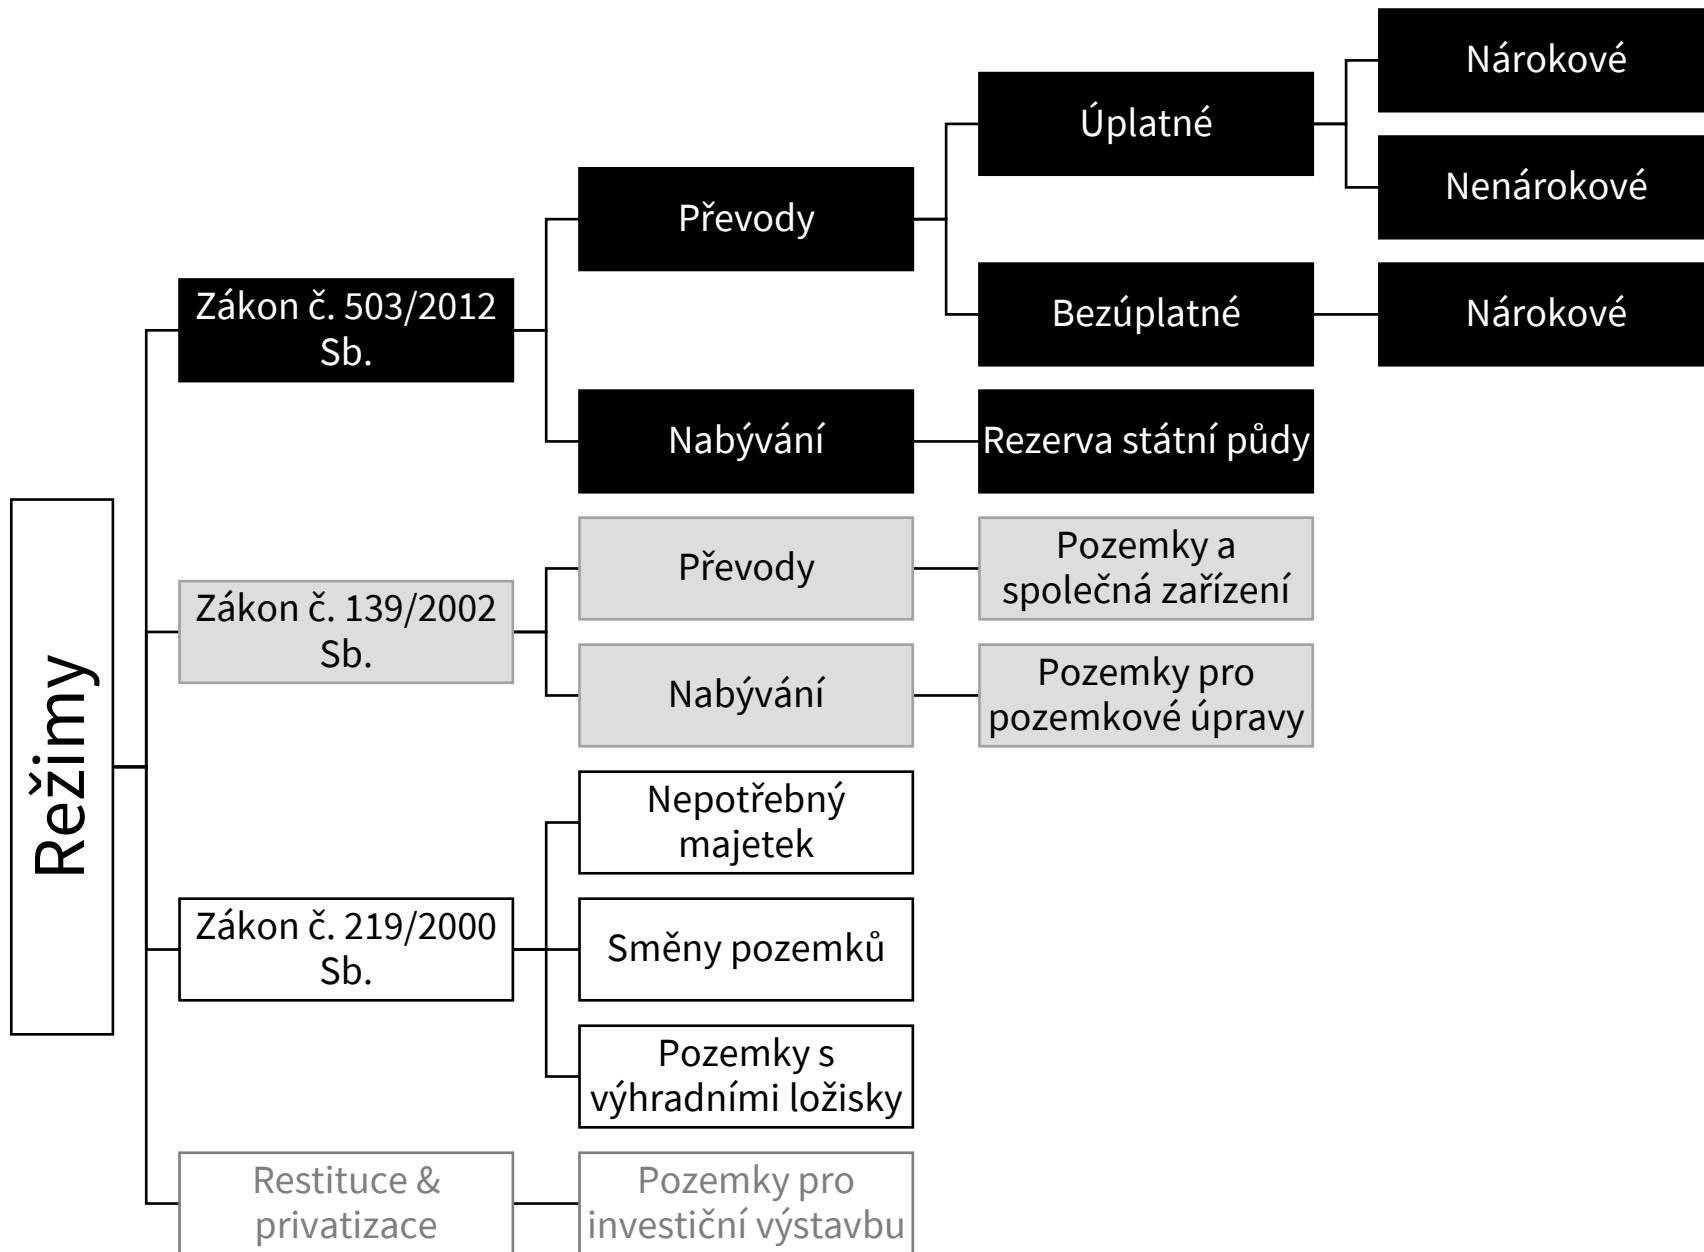 Režimy
Zákon č. 503/2012
Sb.
Převody
Úplatné
Nárokové
Nenárokové
Bezúplatné
Nárokové
Nabývání
Rezerva státní půdy
Zákon č. 139/2002
Sb.
Převody
Pozemky a
společná zařízení
Nabývání
Pozemky pro
pozemkové úpravy
Zákon č. 219/2000
Sb.
Nepotřebný
majetek
Směny pozemků
Pozemky s
výhradními ložisky
Restituce &
privatizace
Pozemky pro
investiční výstavbu